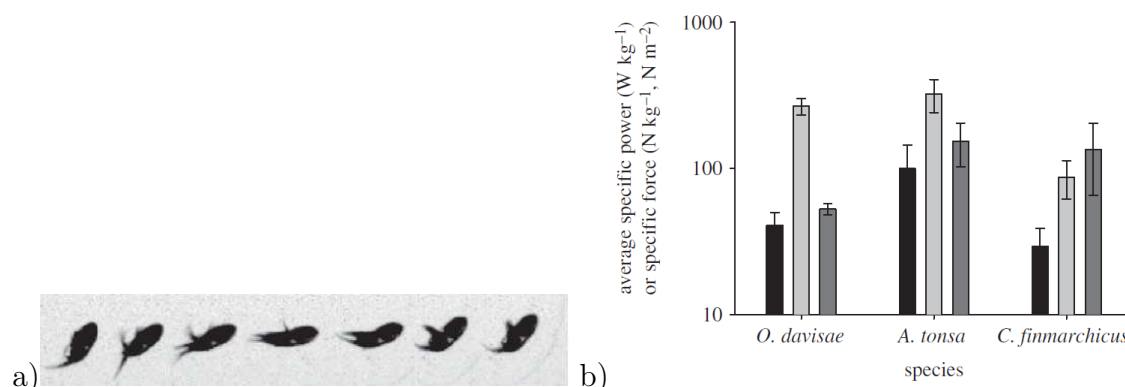 a)
b)
average specific power (W kg⁻¹)
or specific force (N kg⁻¹, N m⁻²)
1000
100
10
O. davisae
A. tonsa
C. finmarchicus
species